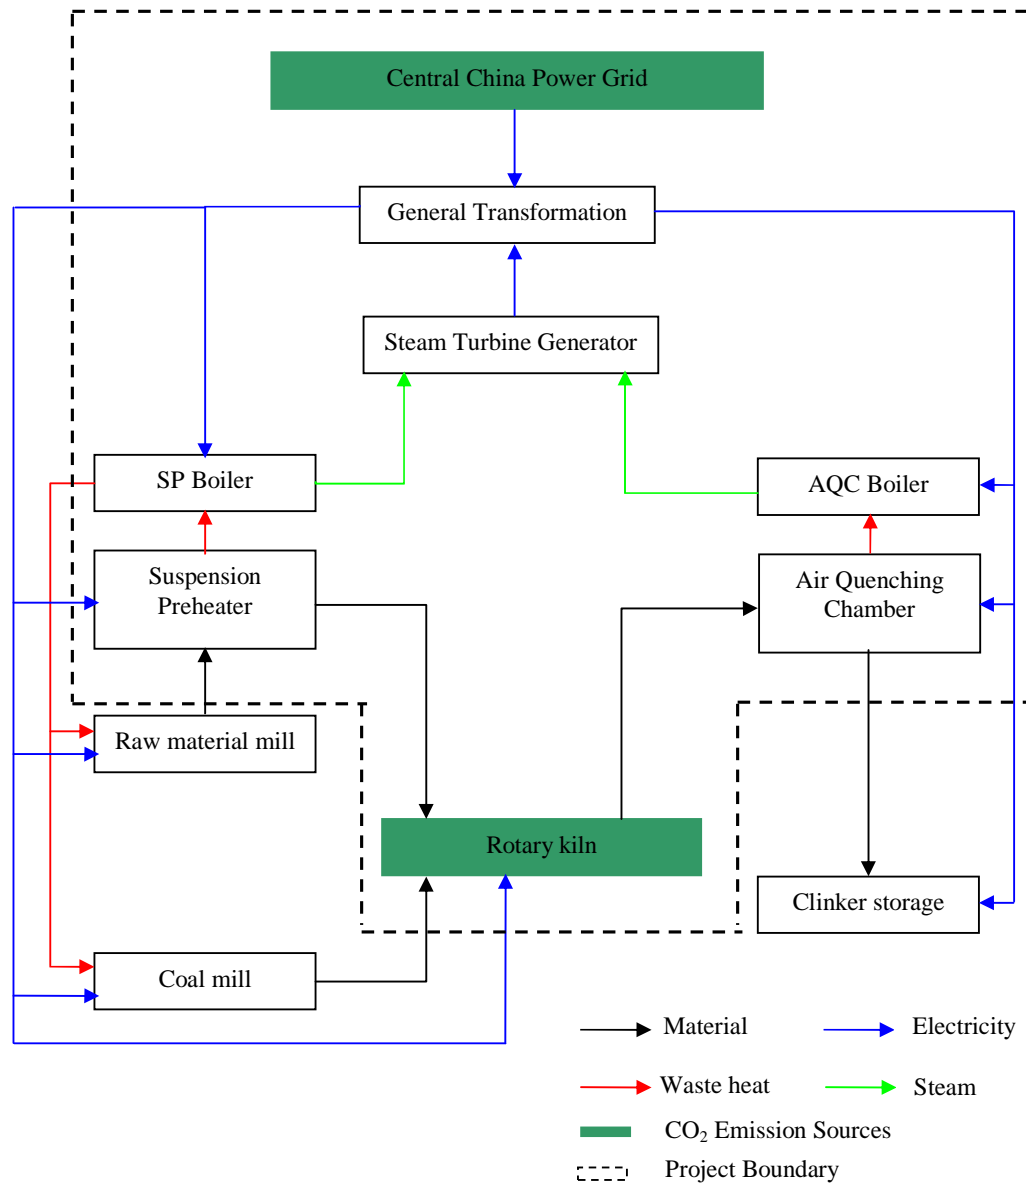 Central China Power Grid
General Transformation
Steam Turbine Generator
SP Boiler
AQC Boiler
Suspension
Preheater
Air Quenching
Chamber
Raw material mill
Rotary kiln
Clinker storage
Coal mill
Material
Electricity
Waste heat
Steam
CO₂ Emission Sources
Project Boundary